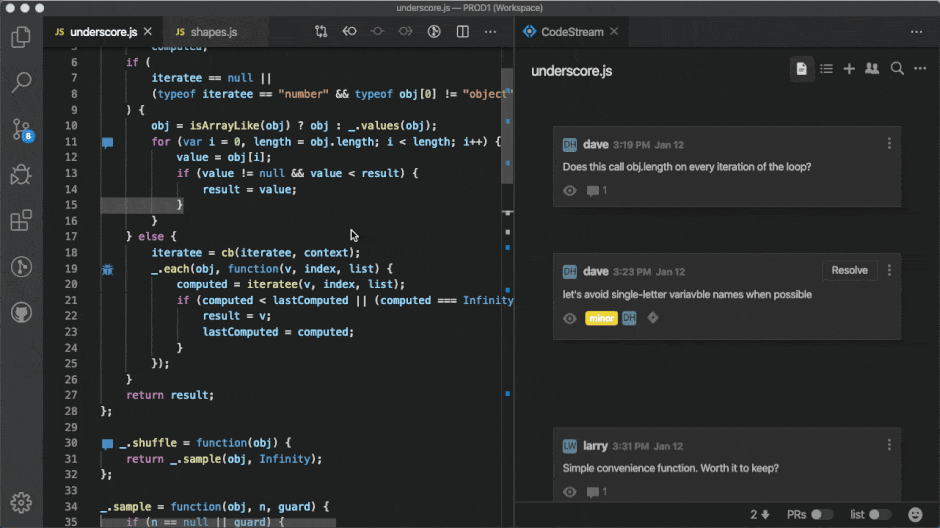 underscore.js — PROD1 (Workspace)
JS underscore.js
JS shapes.js
CodeStream
computed;
6 if (
7 iteratee == null ||
8 (typeof iteratee == "number" && typeof obj[0] != "object"
9 ) {
10 obj = isArrayLike(obj) ? obj : _.values(obj);
11 for (var i = 0, length = obj.length; i < length; i++) {
12 value = obj[i];
13 if (value != null && value < result) {
14 result = value;
15 }
16 }
17 } else {
18 iteratee = cb(iteratee, context);
19 _.each(obj, function(v, index, list) {
20 computed = iteratee(v, index, list);
21 if (computed < lastComputed || (computed === Infinity
22 result = v;
23 lastComputed = computed;
24 }
25 });
26 }
27 return result;
28 };
29
30 _.shuffle = function(obj) {
31 return _.sample(obj, Infinity);
32 };
33
34 _.sample = function(obj, n, guard) {
35 if (n == null || guard) {
8
underscore.js
DH dave 3:19 PM Jan 12
Does this call obj.length on every iteration of the loop?
1
DH dave 3:23 PM Jan 12
Resolve
let's avoid single-letter variavble names when possible
minor DH
LW larry 3:31 PM Jan 12
Simple convenience function. Worth it to keep?
1
2 PRs list